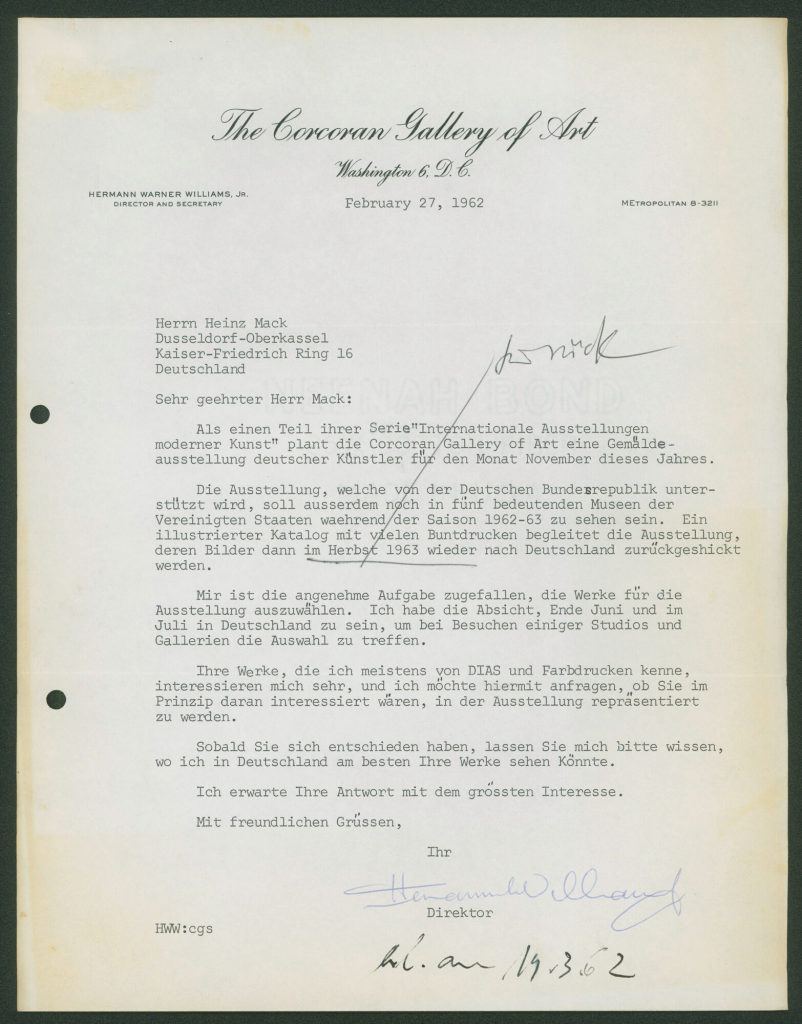 The Corcoran Gallery of Art
Washington 6, D.C.
HERMANN WARNER WILLIAMS, JR.
DIRECTOR AND SECRETARY
February 27, 1962
METROPOLITAN 8-3211
Herrn Heinz Mack
Dusseldorf-Oberkassel
Kaiser-Friedrich Ring 16
Deutschland
zurück
Sehr geehrter Herr Mack:
Als einen Teil ihrer Serie"Internationale Ausstellungen
moderner Kunst" plant die Corcoran Gallery of Art eine Gemälde-
ausstellung deutscher Künstler für den Monat November dieses Jahres.
Die Ausstellung, welche von der Deutschen Bundesrepublik unter-
stützt wird, soll ausserdem noch in fünf bedeutenden Museen der
Vereinigten Staaten waehrend der Saison 1962-63 zu sehen sein. Ein
illustrierter Katalog mit vielen Buntdrucken begleitet die Ausstellung,
deren Bilder dann im Herbst 1963 wieder nach Deutschland zurückgeshickt
werden.
Mir ist die angenehme Aufgabe zugefallen, die Werke für die
Ausstellung auszuwählen. Ich habe die Absicht, Ende Juni und im
Juli in Deutschland zu sein, um bei Besuchen einiger Studios und
Gallerien die Auswahl zu treffen.
Ihre Werke, die ich meistens von DIAS und Farbdrucken kenne,
interessieren mich sehr, und ich möchte hiermit anfragen, ob Sie im
Prinzip daran interessiert wären, in der Ausstellung repräsentiert
zu werden.
Sobald Sie sich entschieden haben, lassen Sie mich bitte wissen,
wo ich in Deutschland am besten Ihre Werke sehen Könnte.
Ich erwarte Ihre Antwort mit dem grössten Interesse.
Mit freundlichen Grüssen,
Ihr
Direktor
HWW:cgs
19.3.62